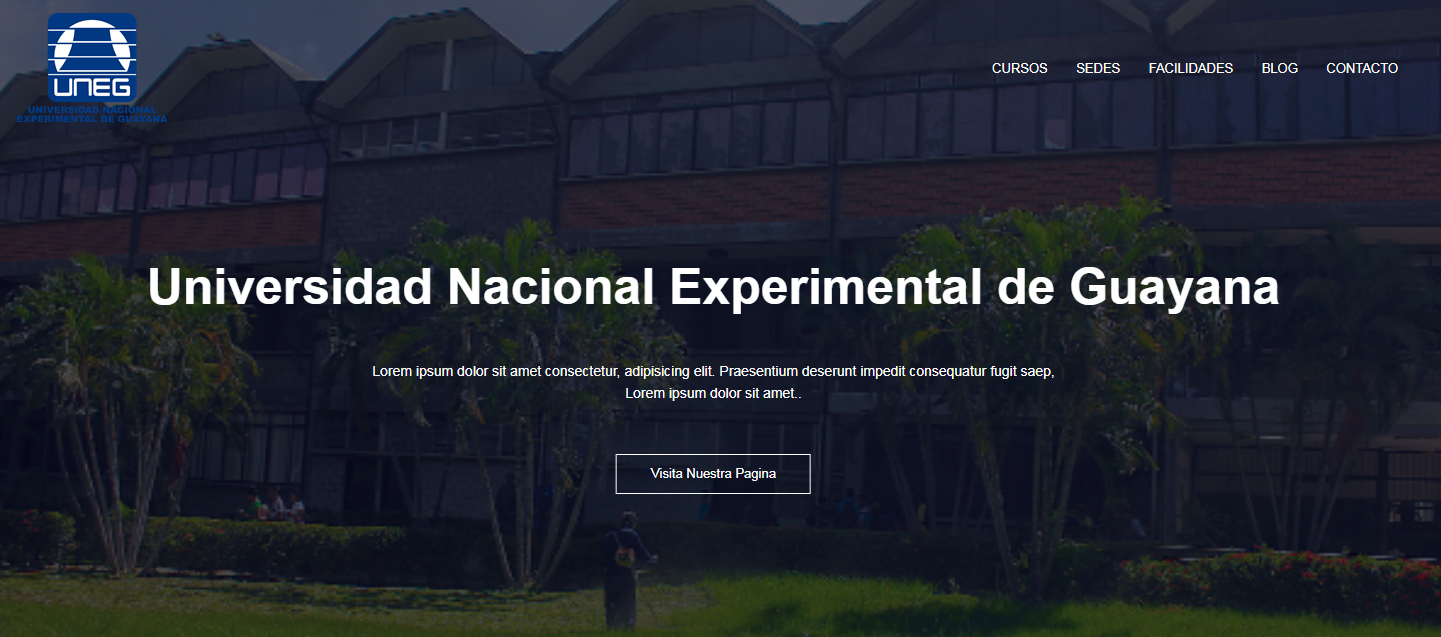 UNEG
UNIVERSIDAD NACIONAL
EXPERIMENTAL DE GUAYANA
CURSOS SEDES FACILIDADES BLOG CONTACTO
Universidad Nacional Experimental de Guayana
Lorem ipsum dolor sit amet consectetur, adipisicing elit. Praesentium deserunt impedit consequatur fugit saep,
Lorem ipsum dolor sit amet..
Visita Nuestra Pagina